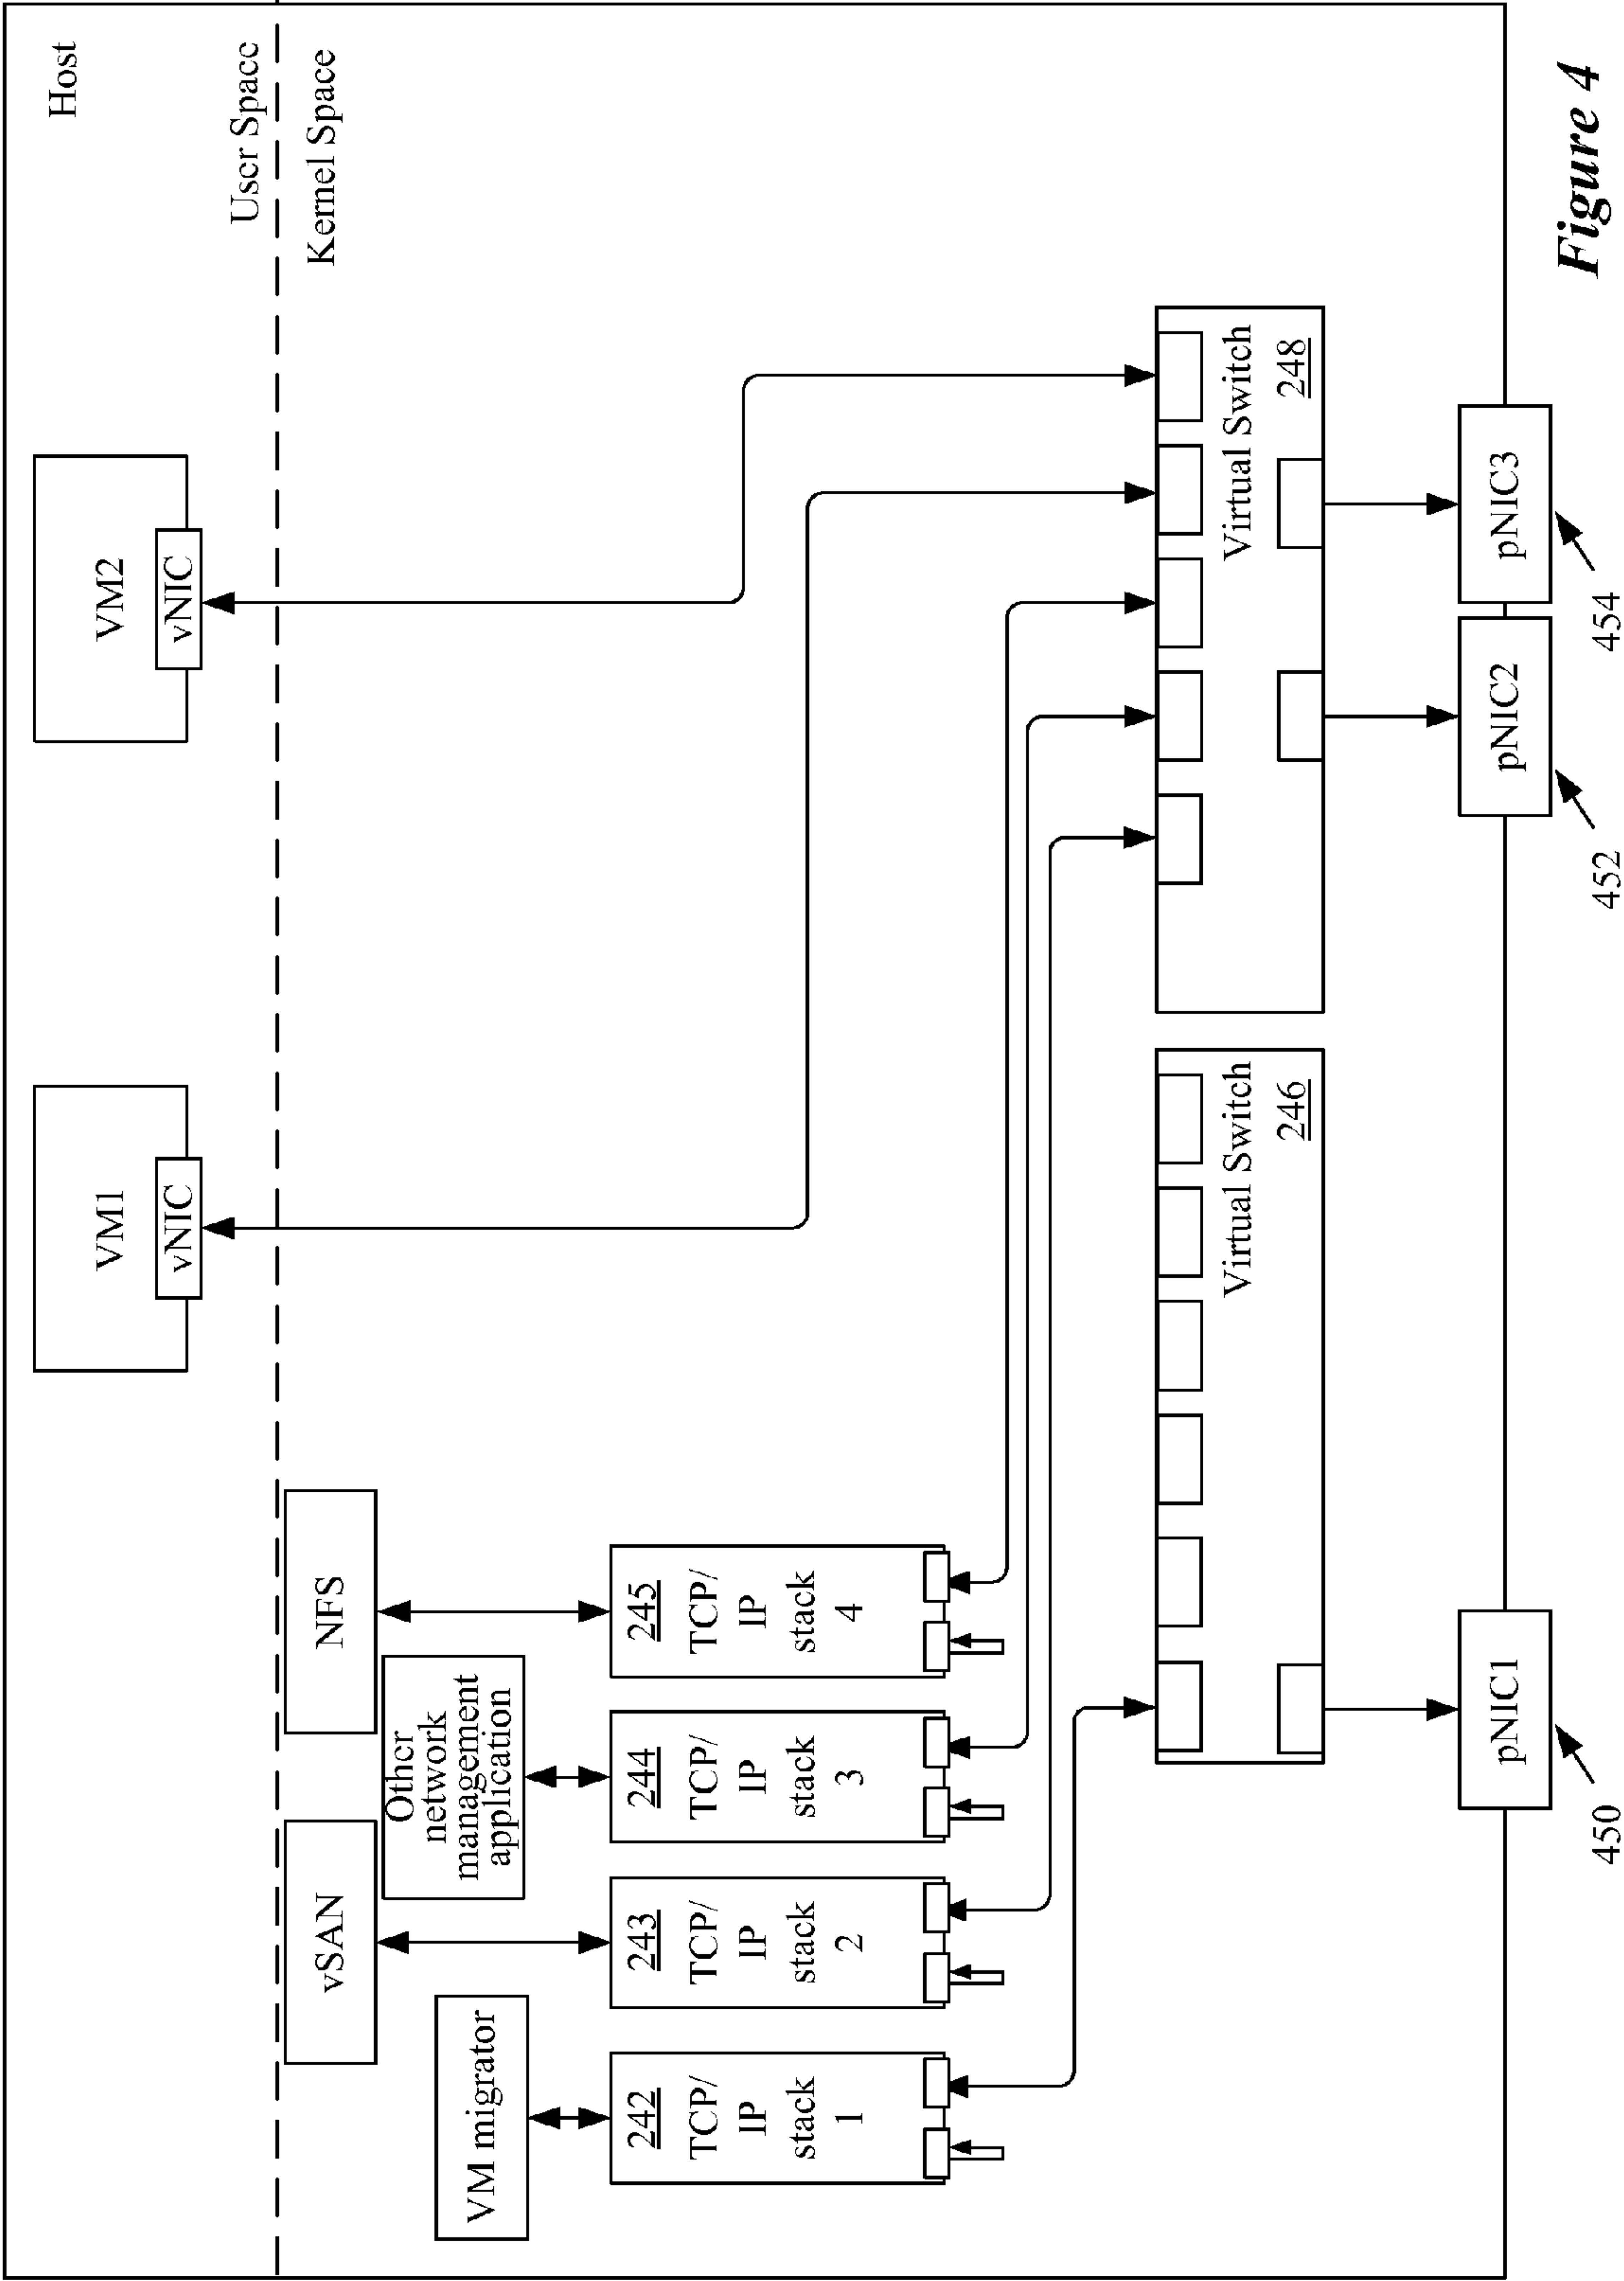 Host
VM1
vNIC
VM2
vNIC
User Space
Kernel Space
vSAN
NFS
VM migrator
Other
network
management
application
242
TCP/
IP
stack
1
243
TCP/
IP
stack
2
244
TCP/
IP
stack
3
245
TCP/
IP
stack
4
Virtual Switch
246
Virtual Switch
248
pNIC1
pNIC2
pNIC3
450
452
454
Figure 4